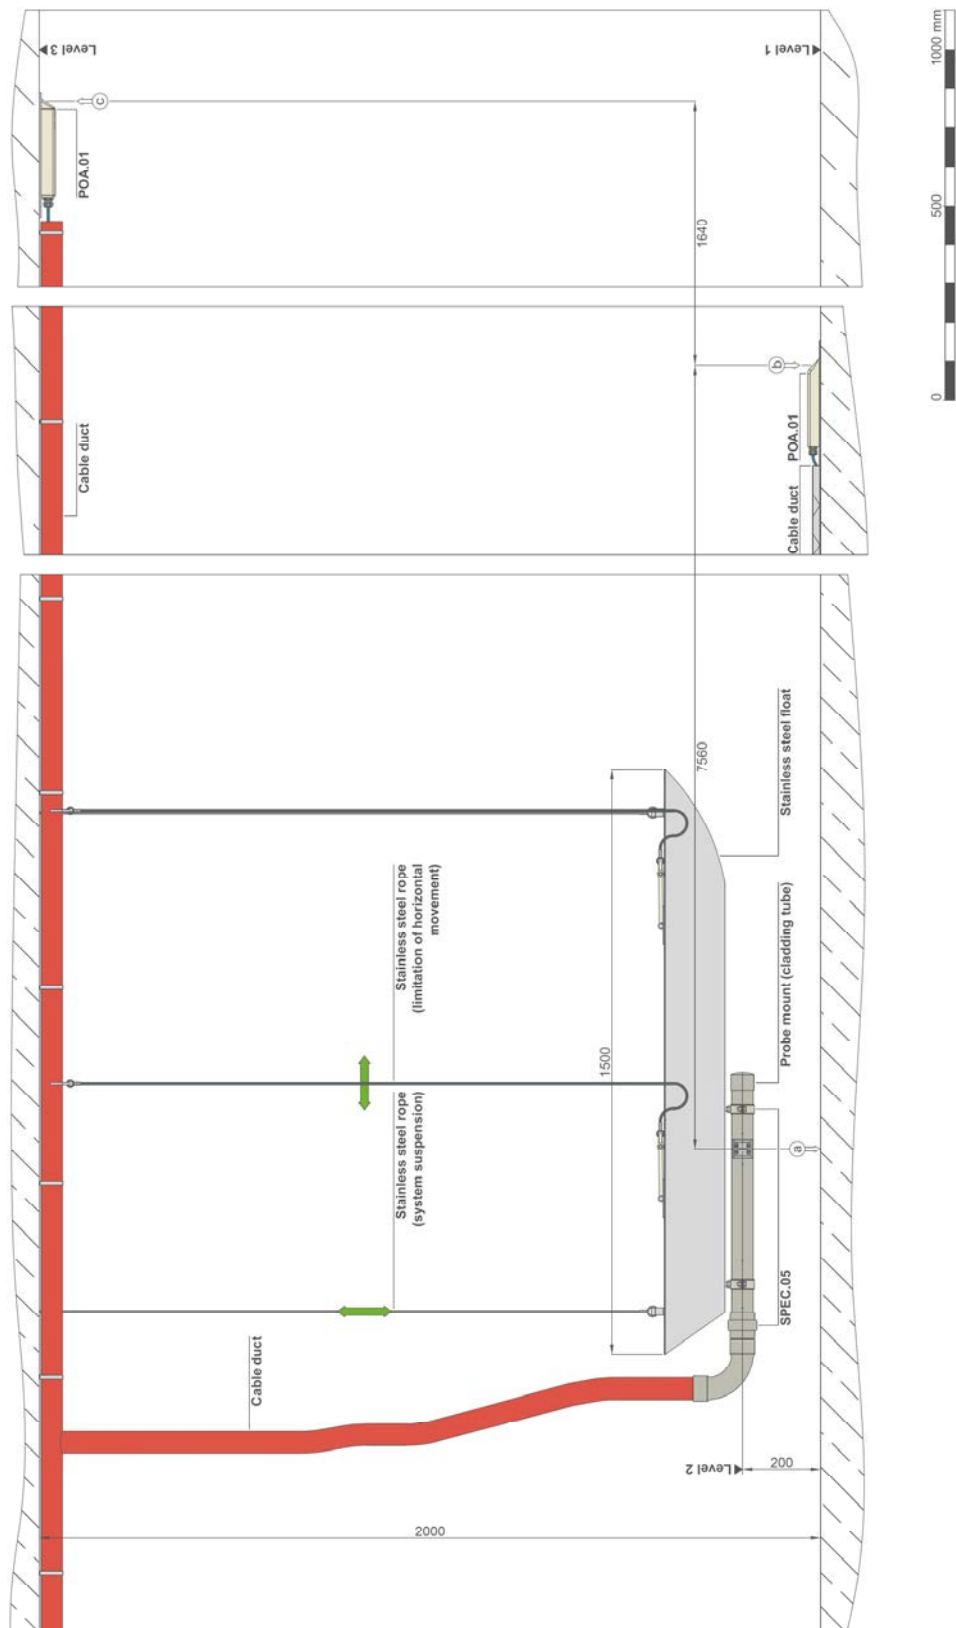 Level 3
Level 1
1000 mm
500
0
c
POA.01
1640
b
POA.01
Cable duct
Cable duct
7560
Stainless steel float
Stainless steel rope
(limitation of horizontal
movement)
Probe mount (cladding tube)
1500
Stainless steel rope
(system suspension)
a
SPEC.05
Cable duct
Level 2
200
2000